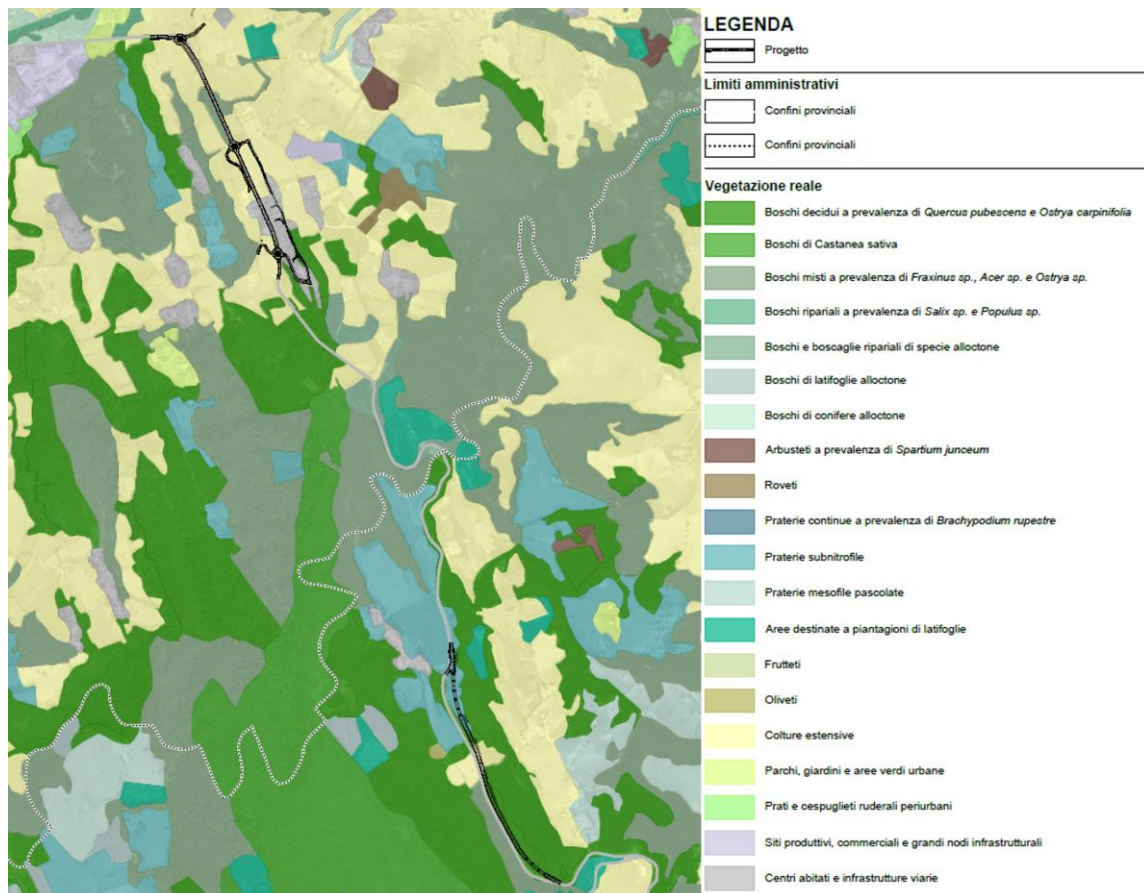 LEGENDA
Progetto
Limiti amministrativi
Confini provinciali
Confini provinciali
Vegetazione reale
Boschi decidui a prevalenza di Quercus pubescens e Ostrya carpinifolia
Boschi di Castanea sativa
Boschi misti a prevalenza di Fraxinus sp., Acer sp. e Ostrya sp.
Boschi ripariali a prevalenza di Salix sp. e Populus sp.
Boschi e boscaglie ripariali di specie alloctone
Boschi di latifoglie alloctone
Boschi di conifere alloctone
Arbusteti a prevalenza di Spartium junceum
Roveti
Praterie continue a prevalenza di Brachypodium rupestre
Praterie subnitrofile
Praterie mesofile pascolate
Aree destinate a piantagioni di latifoglie
Frutteti
Oliveti
Colture estensive
Parchi, giardini e aree verdi urbane
Prati e cespuglieti ruderali periurbani
Siti produttivi, commerciali e grandi nodi infrastrutturali
Centri abitati e infrastrutture viarie